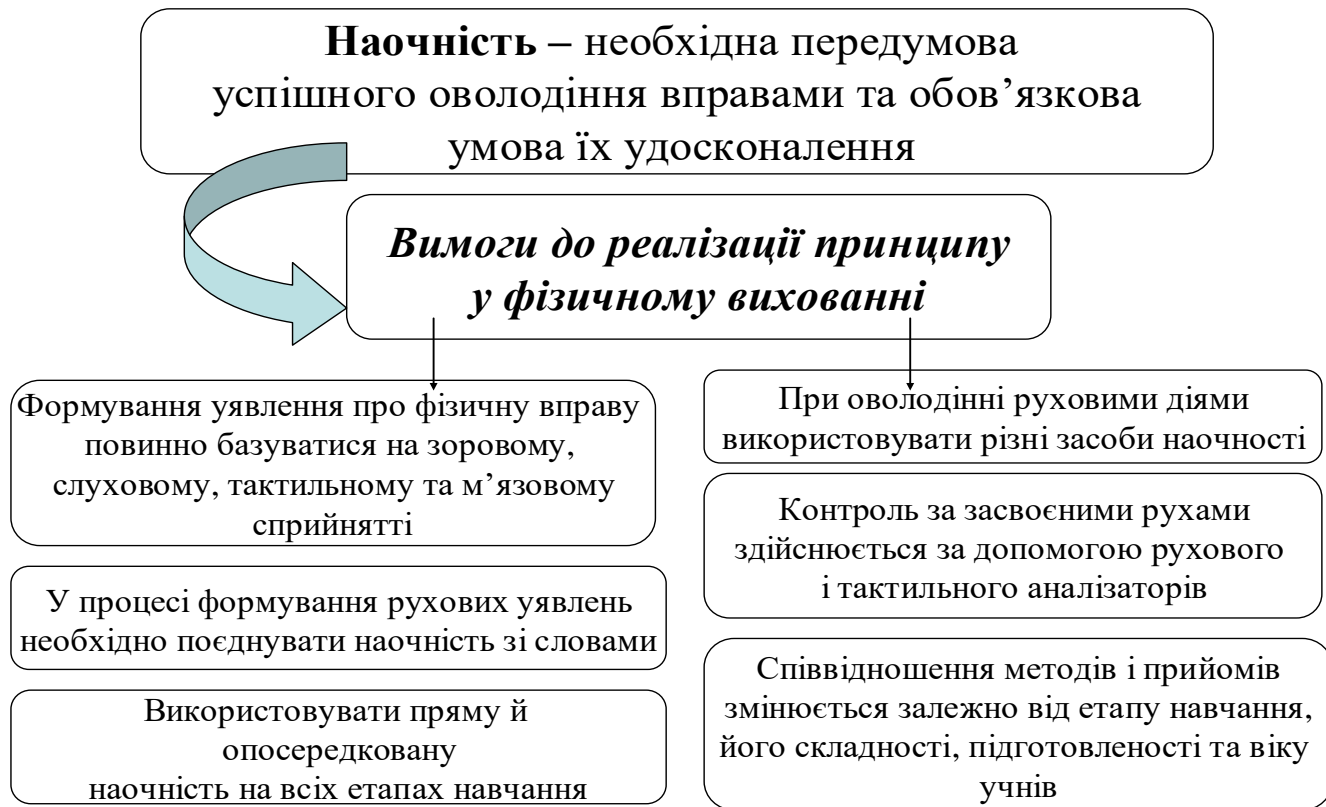 Наочність – необхідна передумова
успішного оволодіння вправами та обов’язкова
умова їх удосконалення
Вимоги до реалізації принципу
у фізичному вихованні
Формування уявлення про фізичну вправу
повинно базуватися на зоровому,
слуховому, тактильному та м’язовому
сприйнятті
У процесі формування рухових уявлень
необхідно поєднувати наочність зі словами
Використовувати пряму й
опосередковану
наочність на всіх етапах навчання
При оволодінні руховими діями
використовувати різні засоби наочності
Контроль за засвоєними рухами
здійснюється за допомогою рухового
і тактильного аналізаторів
Співвідношення методів і прийомів
змінюється залежно від етапу навчання,
його складності, підготовленості та віку
учнів